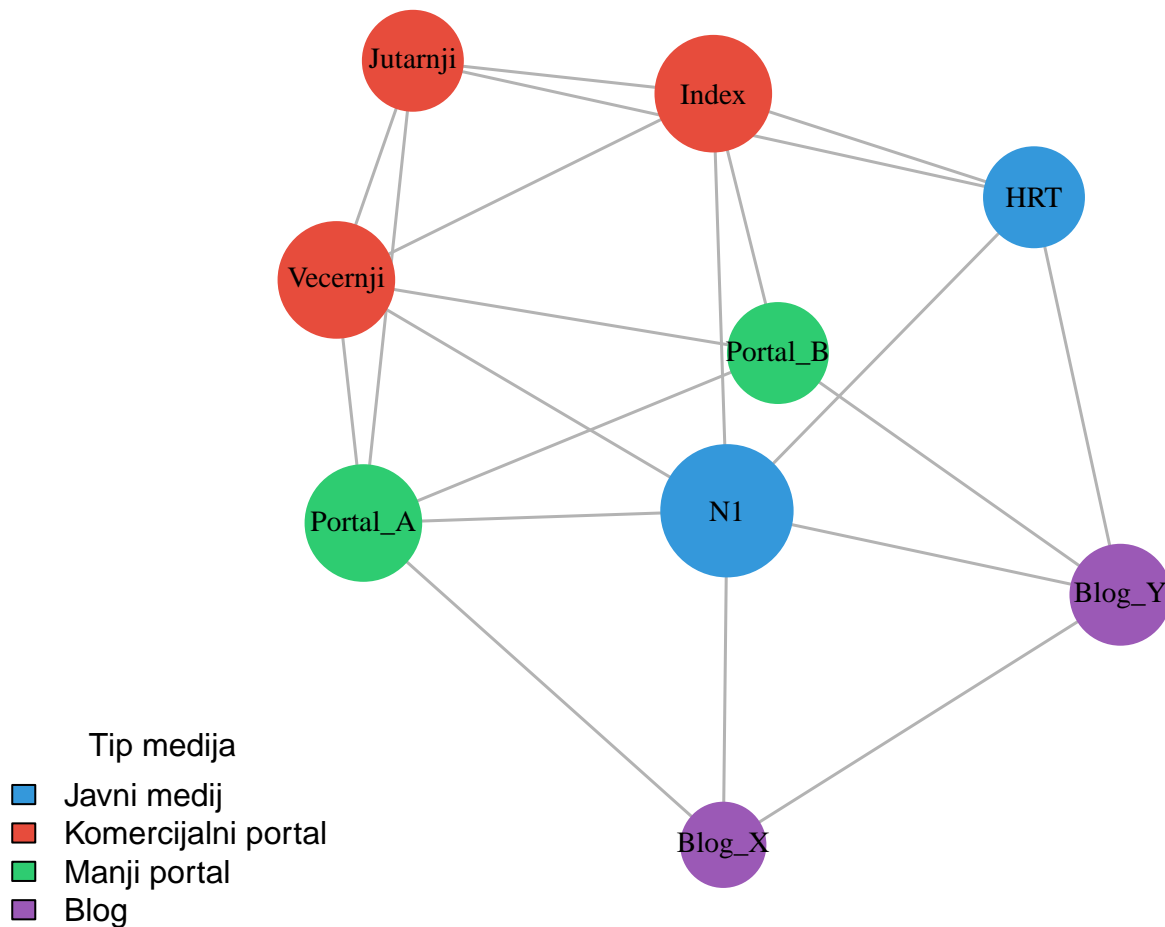 Jutarnji
Index
HRT
Vecernji
Portal_B
Portal_A
N1
Blog_Y
Blog_X
Tip medija
Javni medij
Komercijalni portal
Manji portal
Blog